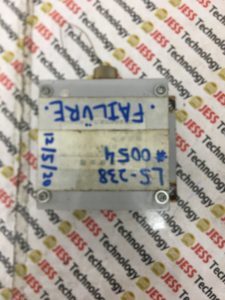 LS-238
#0054
12/5/20
. FAILURE.
JESS Technology